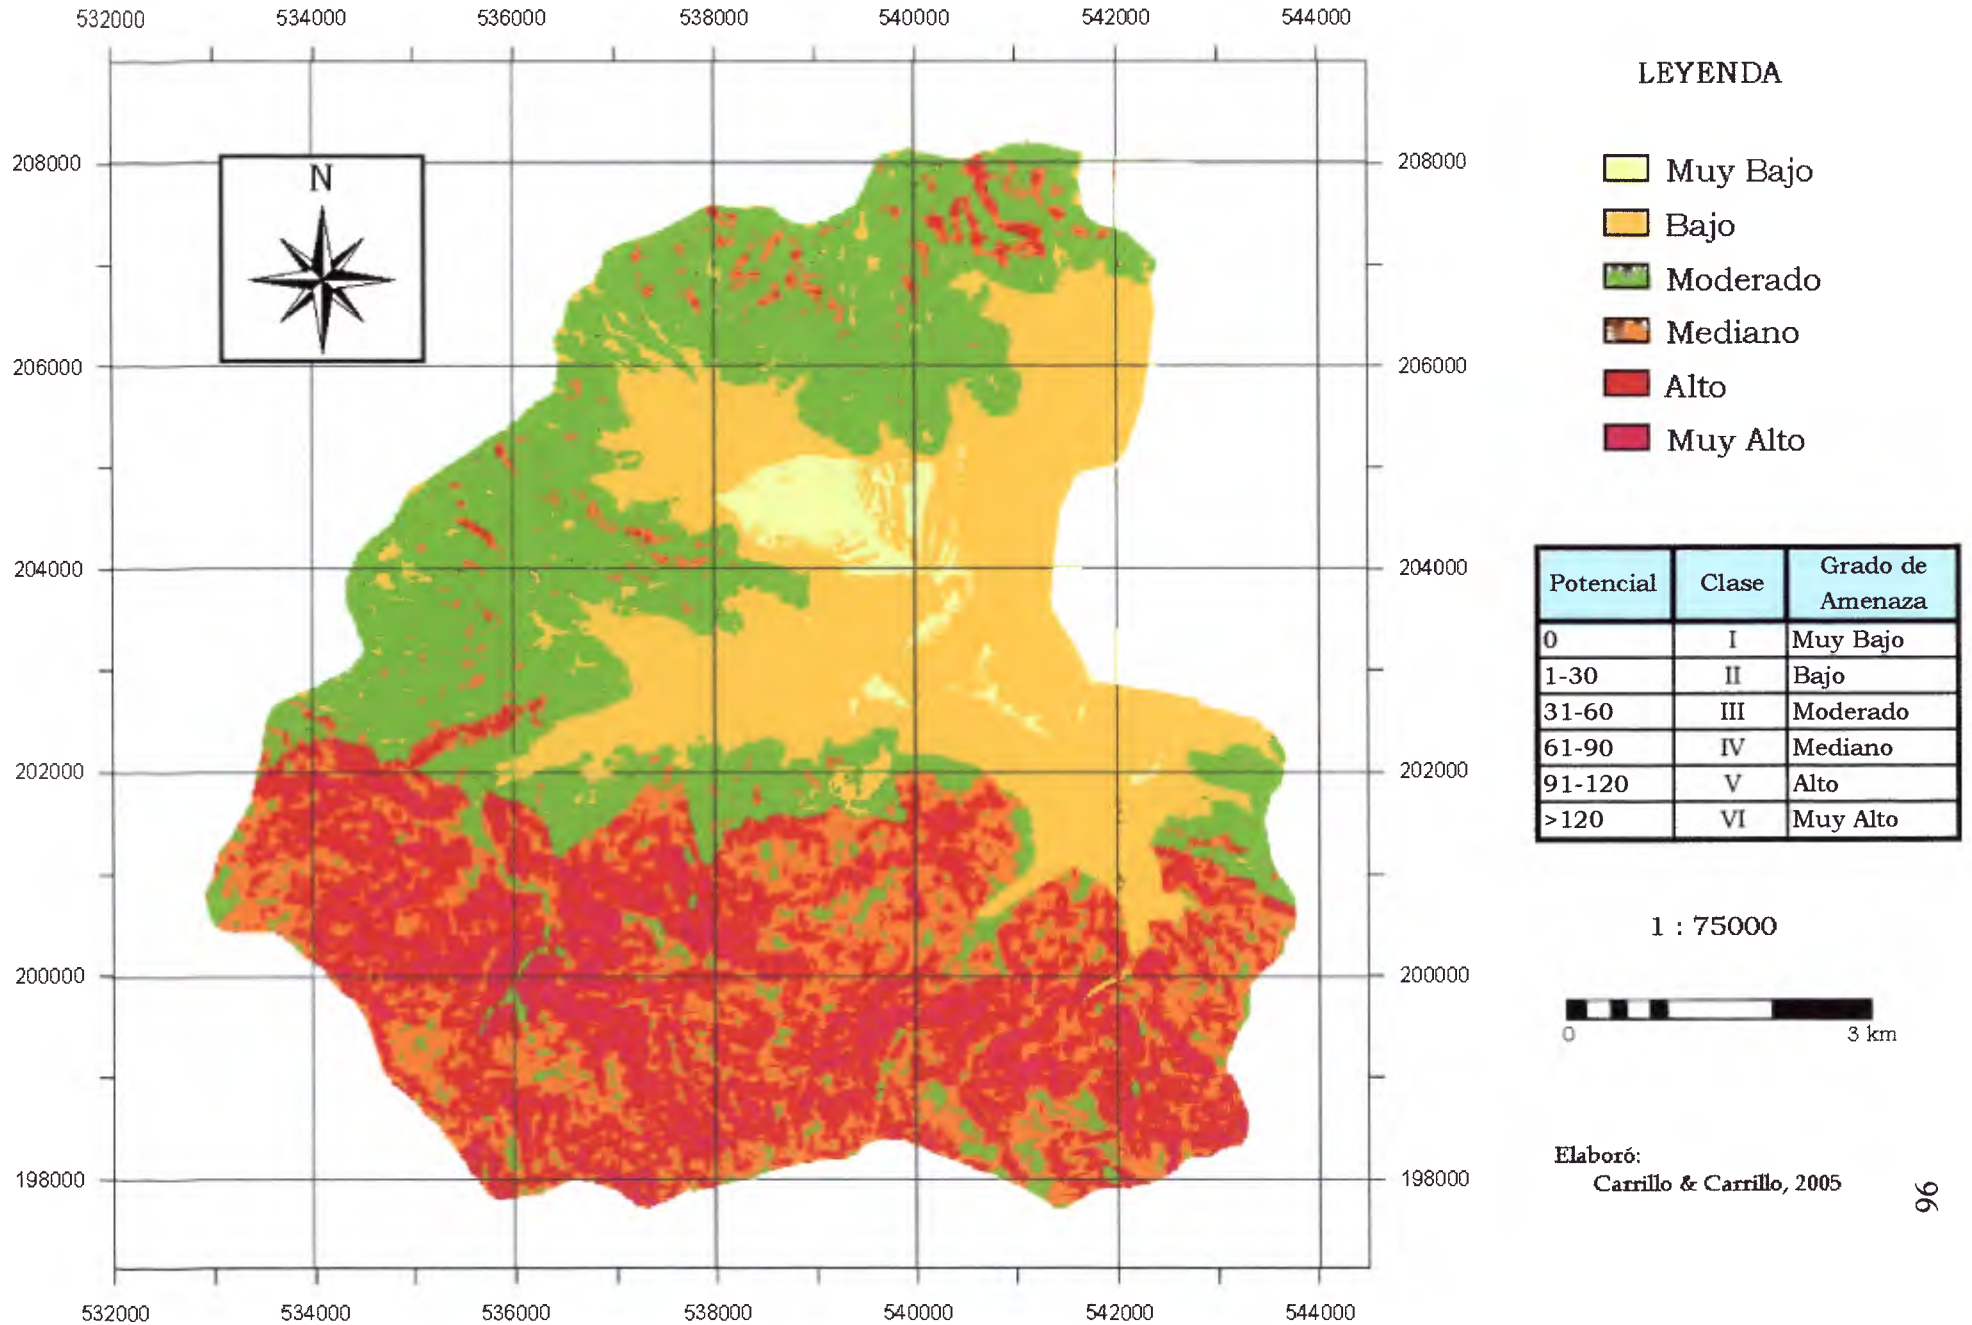 532000 534000 536000 538000 540000 542000 544000
LEYENDA
N
208000 208000
Muy Bajo
Bajo
Moderado
Mediano
Alto
Muy Alto
206000 206000
204000 204000
202000 202000
200000 200000
198000 198000
Potencial Clase Grado de Amenaza
0 I Muy Bajo
1-30 II Bajo
31-60 III Moderado
61-90 IV Mediano
91-120 V Alto
>120 VI Muy Alto
1 : 75000
0 3 km
Elaboró:
Carrillo & Carrillo, 2005
96
532000 534000 536000 538000 540000 542000 544000